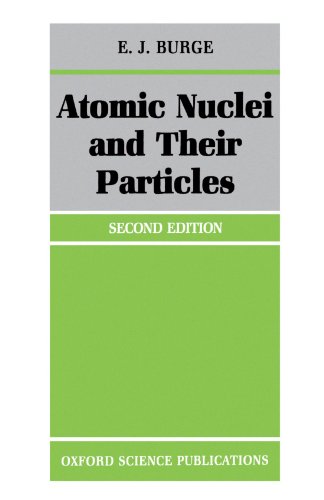 E. J. BURGE
Atomic Nuclei
and Their
Particles
SECOND EDITION
OXFORD SCIENCE PUBLICATIONS